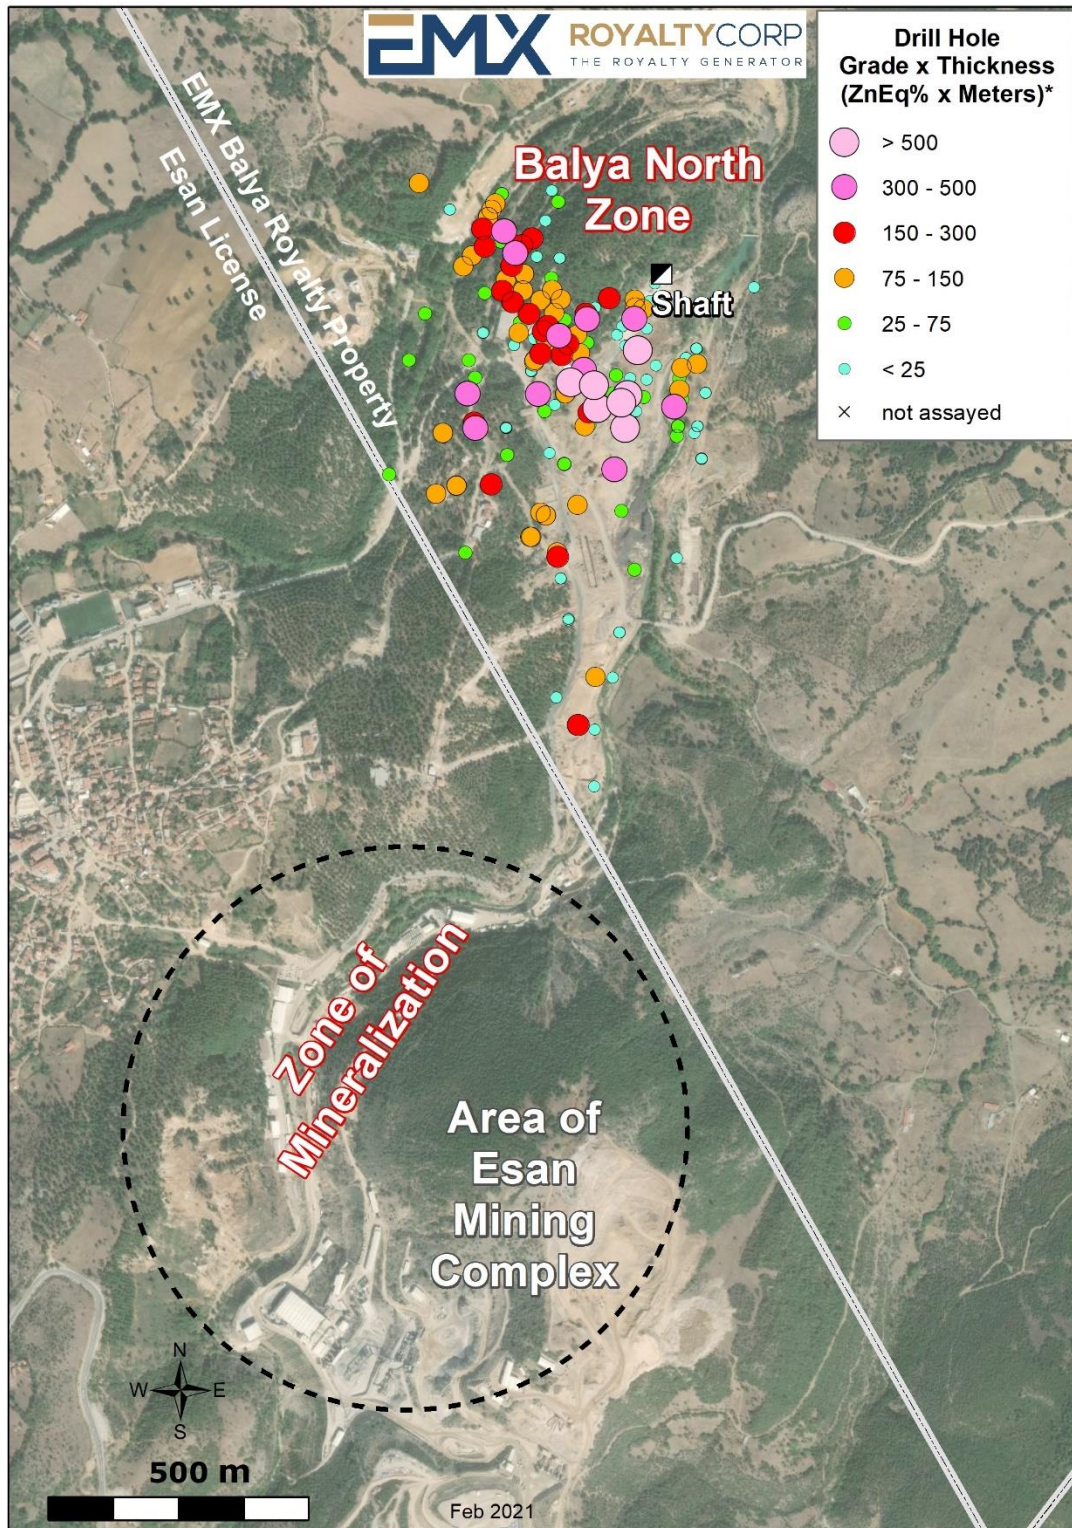 EMX ROYALTYCORP
THE ROYALTY GENERATOR
Drill Hole
Grade x Thickness
(ZnEq% x Meters)*
> 500
300 - 500
150 - 300
75 - 150
25 - 75
< 25
not assayed
EMX Balya Royalty Property
Esan License
Balya North
Zone
Shaft
Zone of
Mineralization
Area of
Esan
Mining
Complex
N
W E
S
500 m
Feb 2021